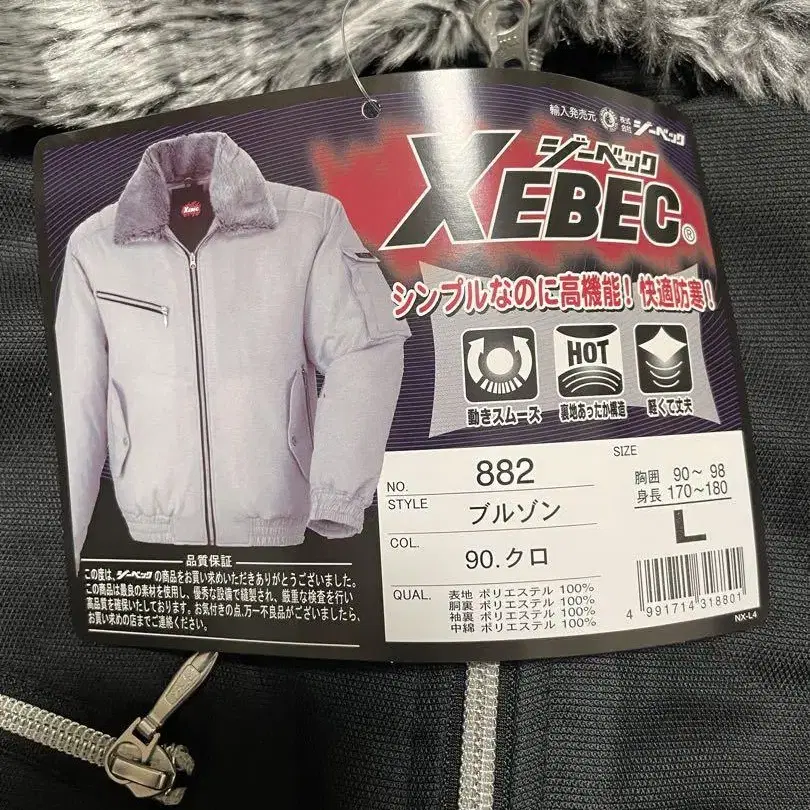 輸入発売元 株式会社 ジーベック
ジーベック
XEBEC®
シンプルなのに高機能! 快適防寒!
動きスムーズ
HOT
裏地あったか構造
軽くて丈夫
XEBEC
NO. 882
STYLE ブルゾン
COL. 90.クロ
QUAL. 表地 ポリエステル 100%
胴裏 ポリエステル 100%
袖裏 ポリエステル 100%
中綿 ポリエステル 100%
SIZE
胸囲 90～98
身長 170～180
L
4 991714 318801
NX-L4
品質保証
この度は、ジーベックの商品をお買い求めいただきありがとうございました。
この商品は最良の素材を使用し、優秀な設備で縫製され、厳重な検査を行い
高品質を確保いたしております。お気付きの点、万一不良品がございましたら、
お買い求めの店までご連絡ください。